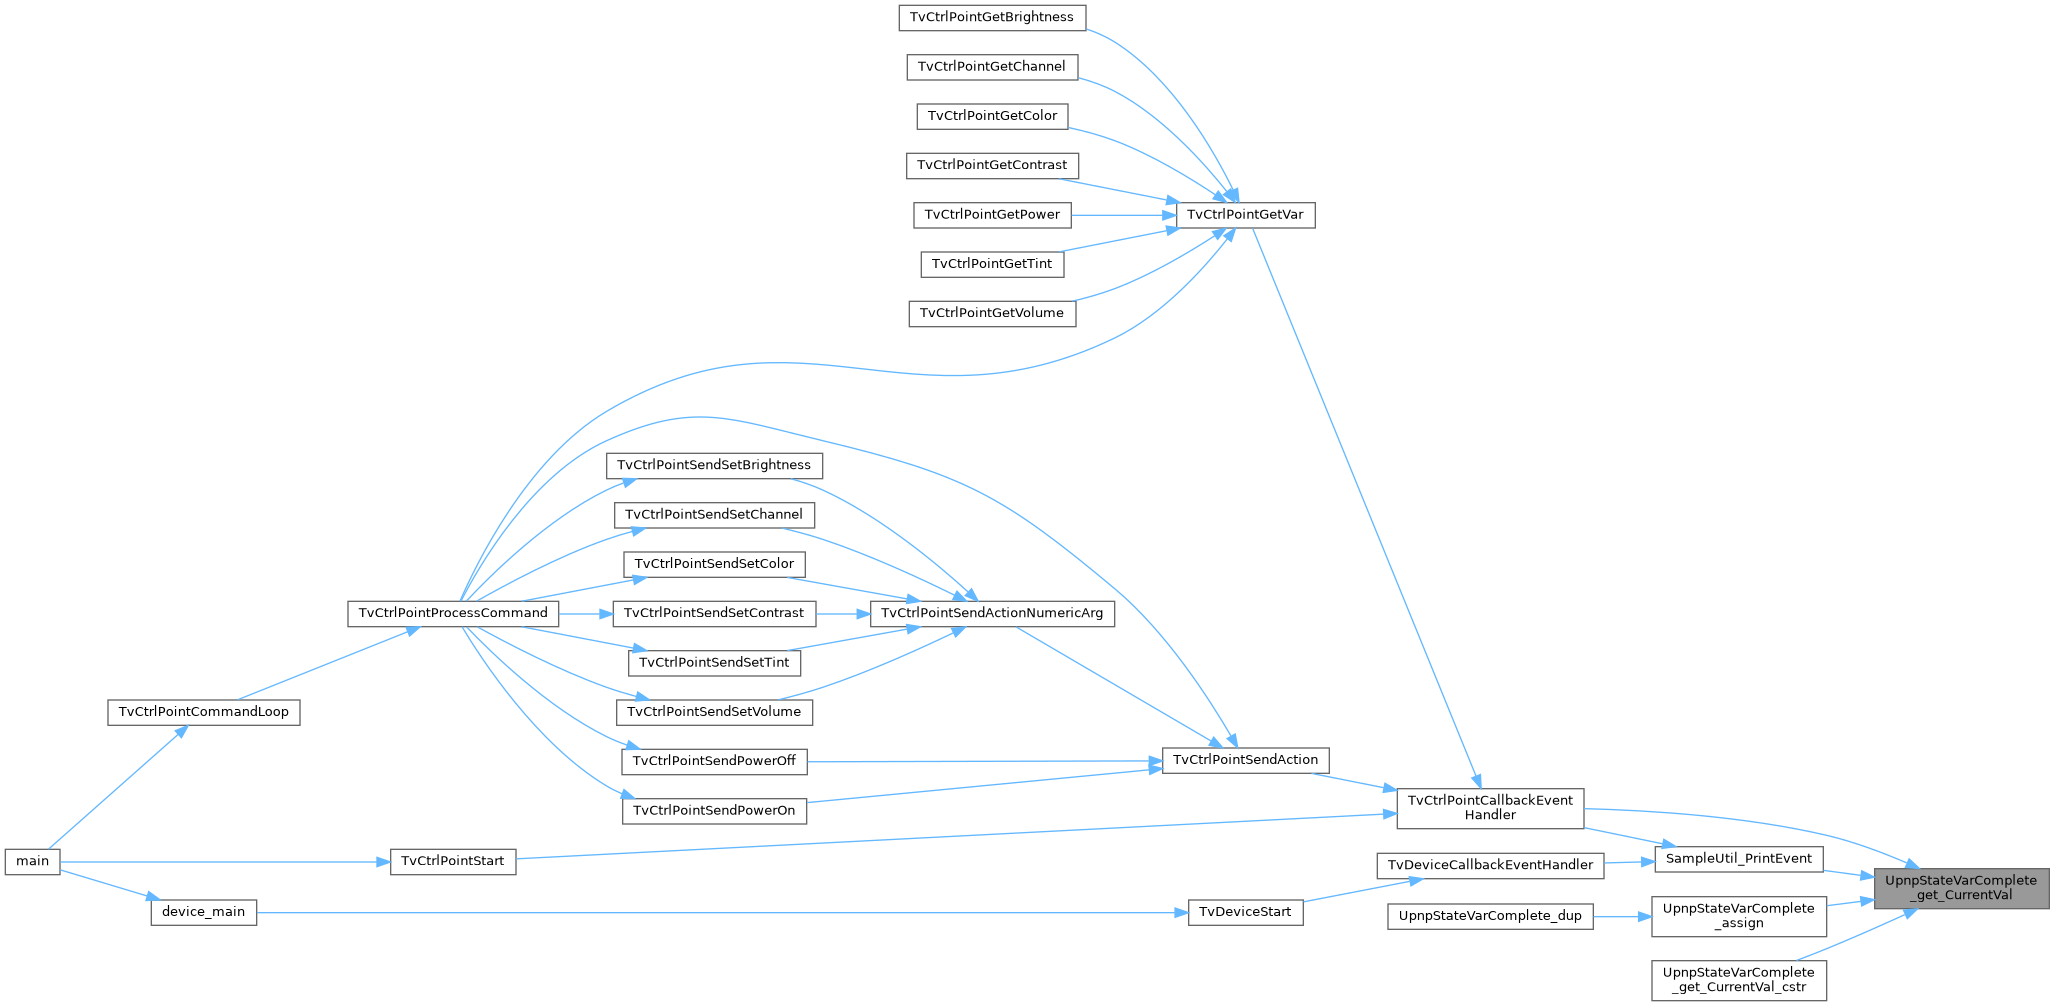 TvCtrlPointGetBrightness
TvCtrlPointGetChannel
TvCtrlPointGetColor
TvCtrlPointGetContrast
TvCtrlPointGetPower
TvCtrlPointGetVar
TvCtrlPointGetTint
TvCtrlPointGetVolume
TvCtrlPointSendSetBrightness
TvCtrlPointSendSetChannel
TvCtrlPointSendSetColor
TvCtrlPointProcessCommand
TvCtrlPointSendSetContrast
TvCtrlPointSendActionNumericArg
TvCtrlPointSendSetTint
TvCtrlPointCommandLoop
TvCtrlPointSendSetVolume
TvCtrlPointSendPowerOff
TvCtrlPointSendAction
TvCtrlPointSendPowerOn
TvCtrlPointCallbackEvent
Handler
main
TvCtrlPointStart
TvDeviceCallbackEventHandler
SampleUtil_PrintEvent
UpnpStateVarComplete
_get_CurrentVal
device_main
TvDeviceStart
UpnpStateVarComplete_dup
UpnpStateVarComplete
_assign
UpnpStateVarComplete
_get_CurrentVal_cstr